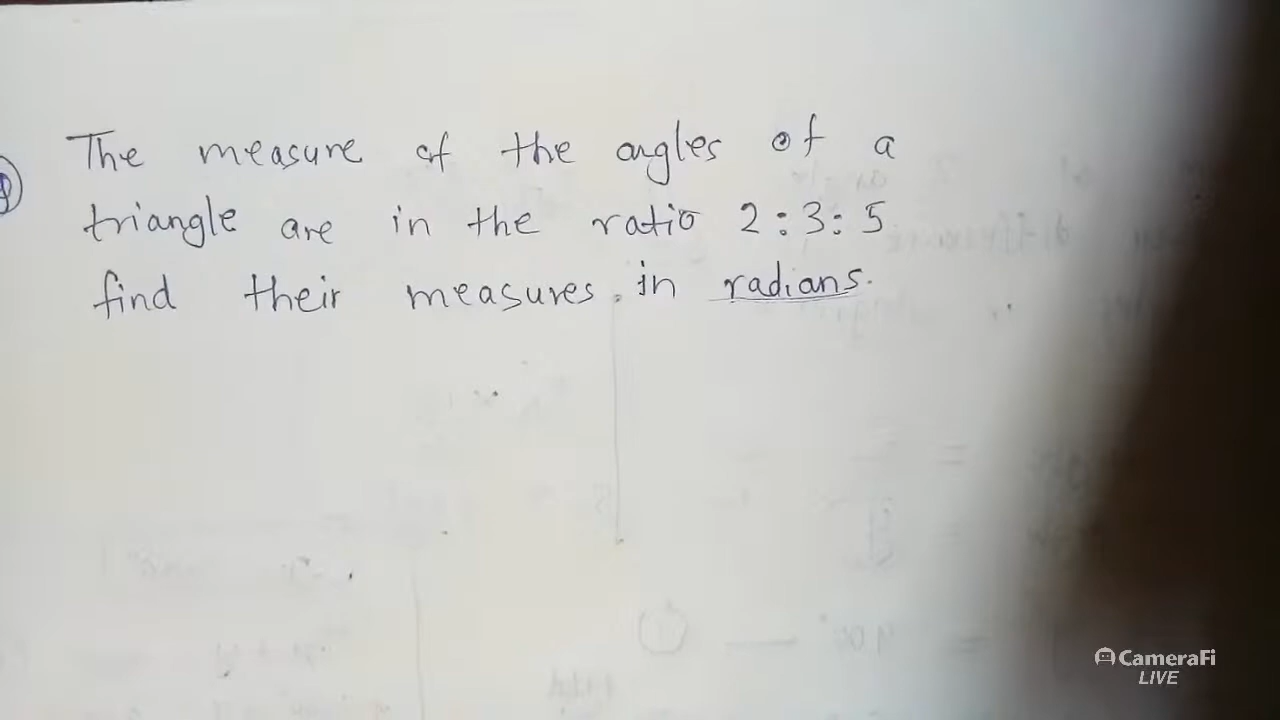 The measure of the angles of a
triangle are in the ratio 2:3:5
find their measures. in radians.
CameraFi
LIVE